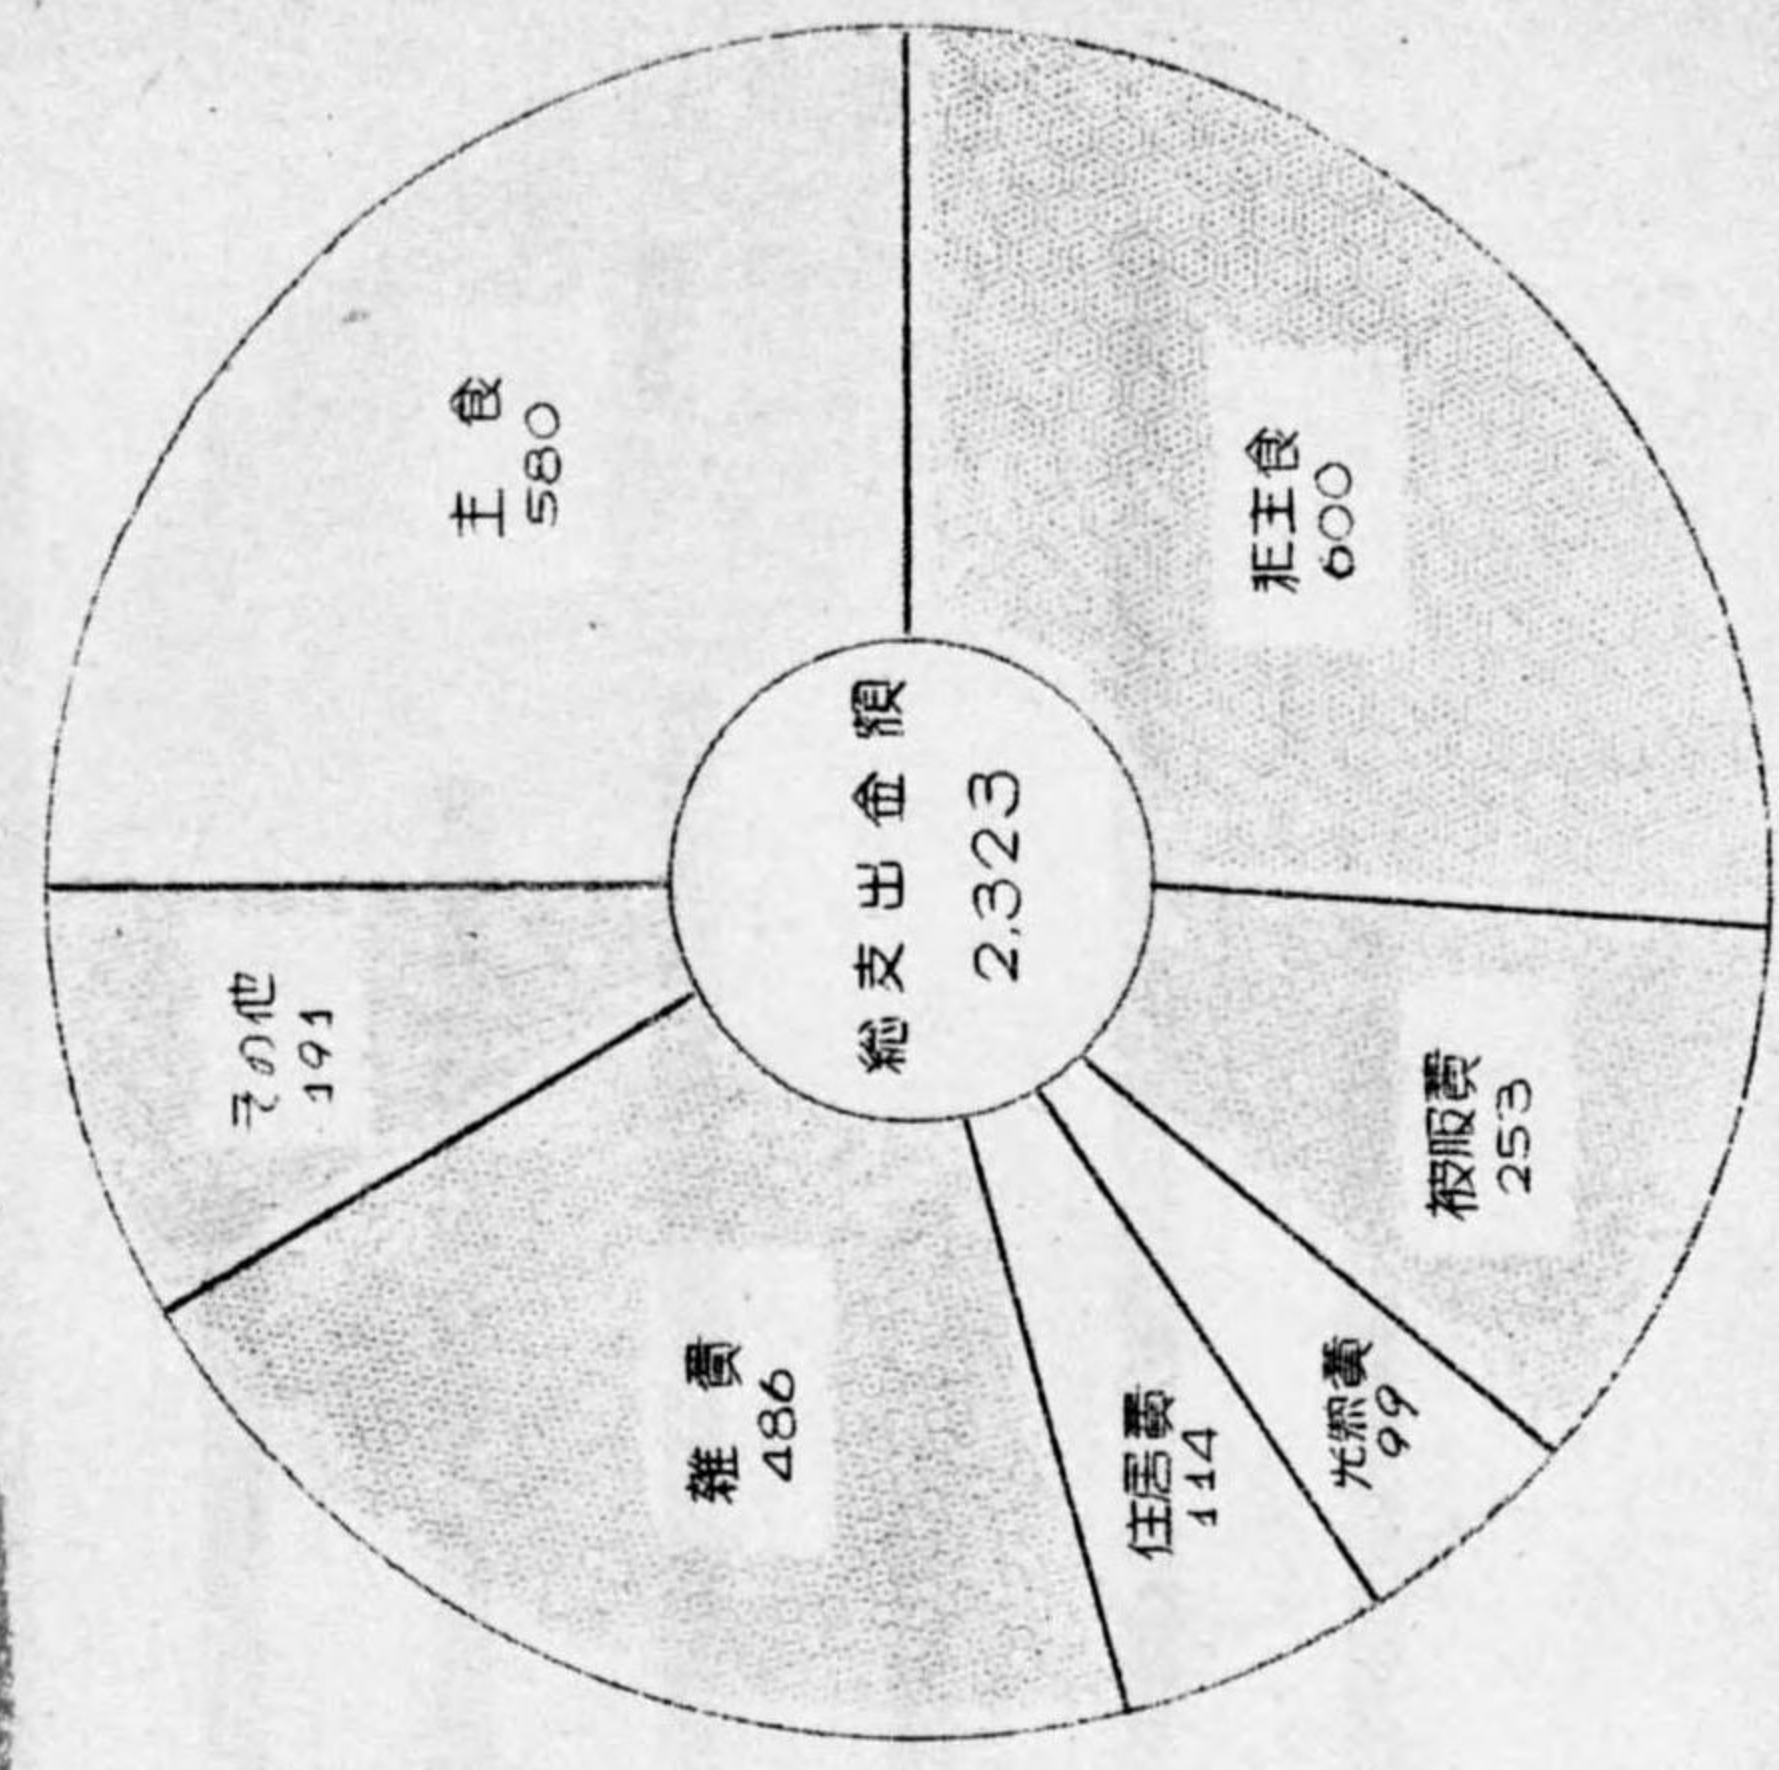 総支出金額
2,323
主食
580
非主食
600
被服費
253
光熱費
99
住居費
114
雑費
486
その他
191